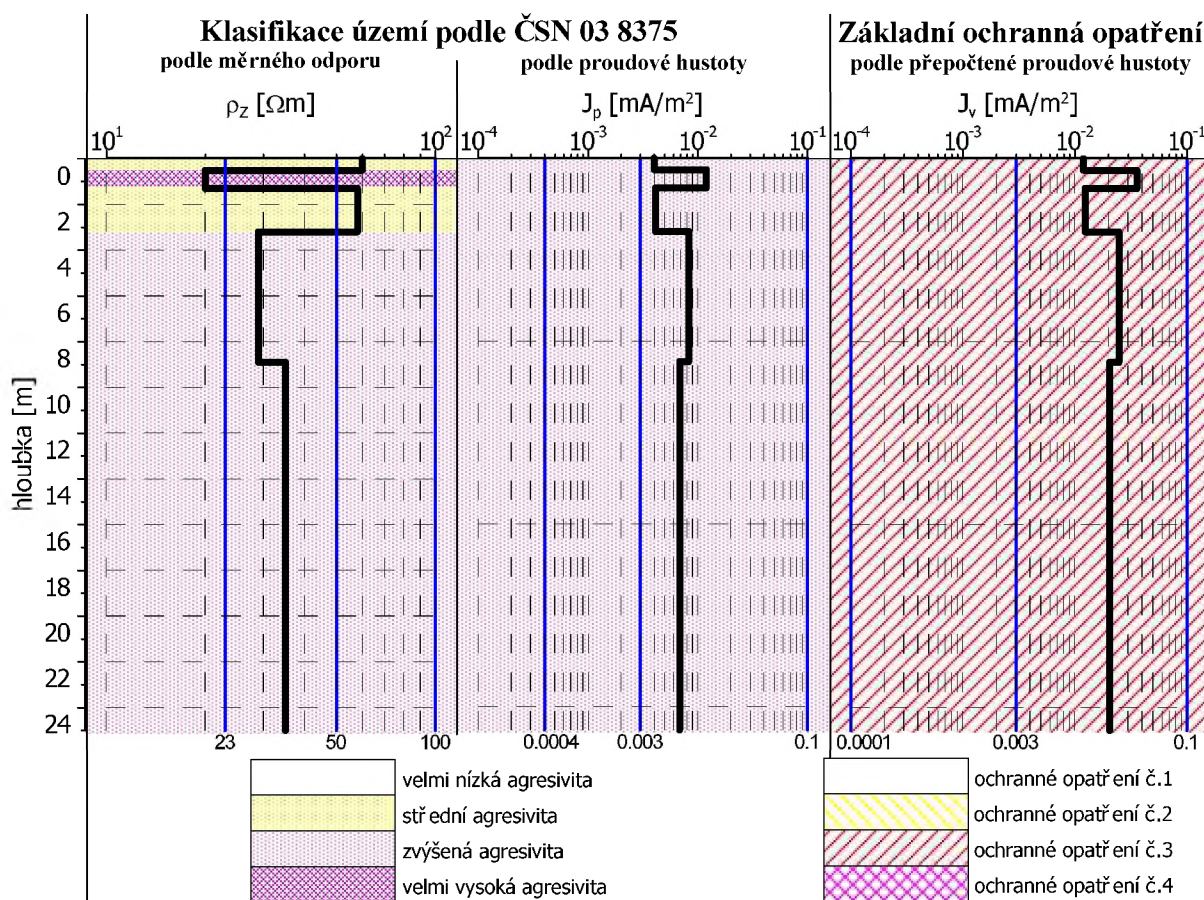 Klasifikace území podle ČSN 03 8375
Základní ochranná opatření
podle měrného odporu
podle proudové hustoty
podle přepočtené proudové hustoty
ρZ [Ωm]
Jp [mA/m²]
Jv [mA/m²]
10¹ 10²
10⁻⁴ 10⁻³ 10⁻² 10⁻¹
10⁻⁴ 10⁻³ 10⁻² 10⁻¹
hloubka [m]
0
2
4
6
8
10
12
14
16
18
20
22
24
23 50 100
0.0004 0.003 0.1
0.0001 0.003 0.1
velmi nízká agresivita
střední agresivita
zvýšená agresivita
velmi vysoká agresivita
ochranné opatření č.1
ochranné opatření č.2
ochranné opatření č.3
ochranné opatření č.4